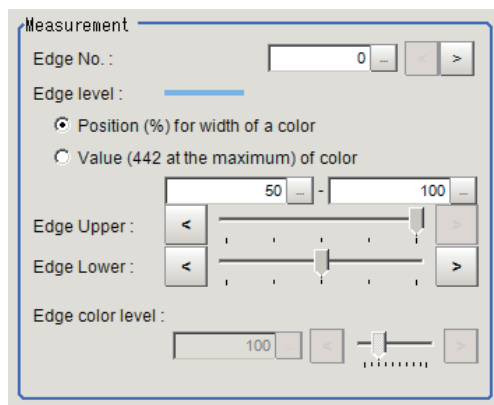 Measurement
Edge No. : 0 ... < >
Edge level :
Position (%) for width of a color
Value (442 at the maximum) of color
50 ... - 100 ...
Edge Upper : < >
Edge Lower : < >
Edge color level :
100 ... < >